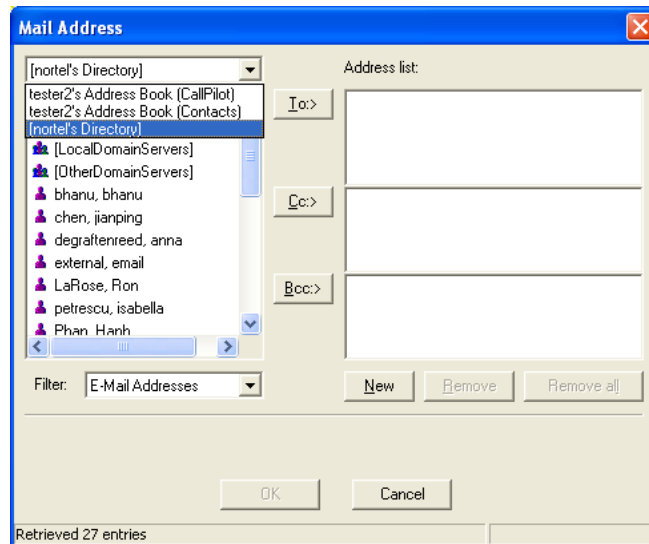 Mail Address
[nortel's Directory]
Address list:
tester2's Address Book (CallPilot)
tester2's Address Book (Contacts)
[nortel's Directory]
To:>
[LocalDomainServers]
[OtherDomainServers]
bhanu, bhanu
chen, jianping
Cc:>
degraftenreed, anna
external, email
LaRose, Ron
Bcc:>
petrescu, isabella
Phan, Hanh
Filter:
E-Mail Addresses
New
Remove
Remove all
OK
Cancel
Retrieved 27 entries